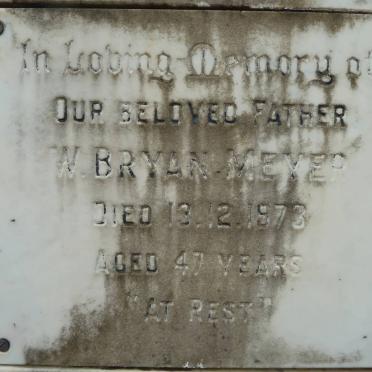 In Loving Memory of
OUR BELOVED FATHER
W. BRYAN MEYER
DIED 13.12.1973
AGED 47 YEARS
"AT REST"